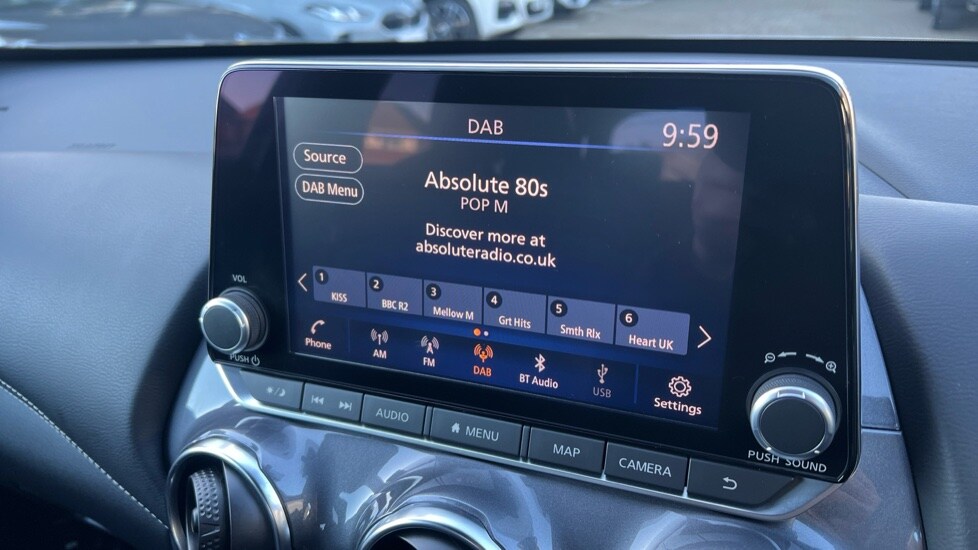 DAB
9:59
Source
DAB Menu
Absolute 80s
POP M
Discover more at
absoluteradio.co.uk
1 KISS
2 BBC R2
3 Mellow M
4 Grt Hits
5 Smth Rlx
6 Heart UK
Phone
AM
FM
DAB
BT Audio
USB
Settings
VOL
PUSH
AUDIO
MENU
MAP
CAMERA
PUSH SOUND